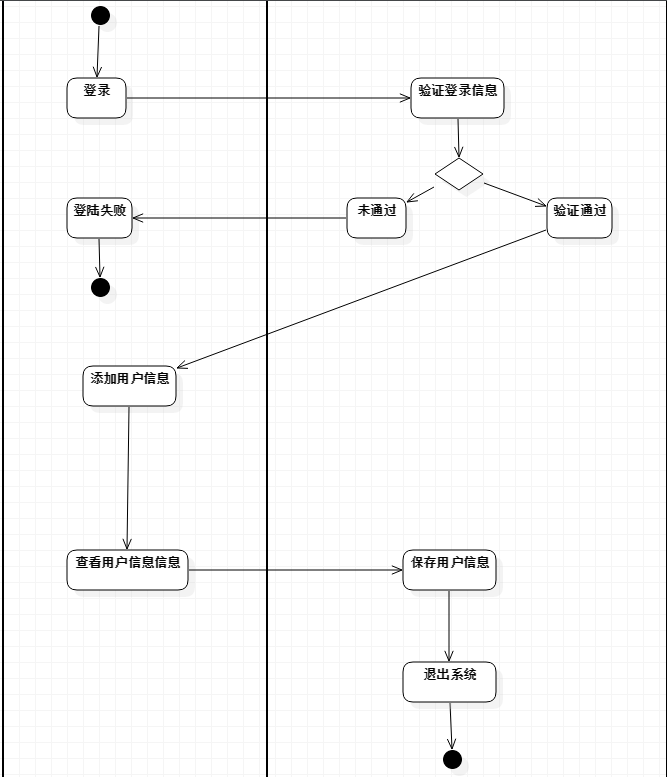 登录
验证登录信息
登陆失败
未通过
验证通过
添加用户信息
查看用户信息信息
保存用户信息
退出系统